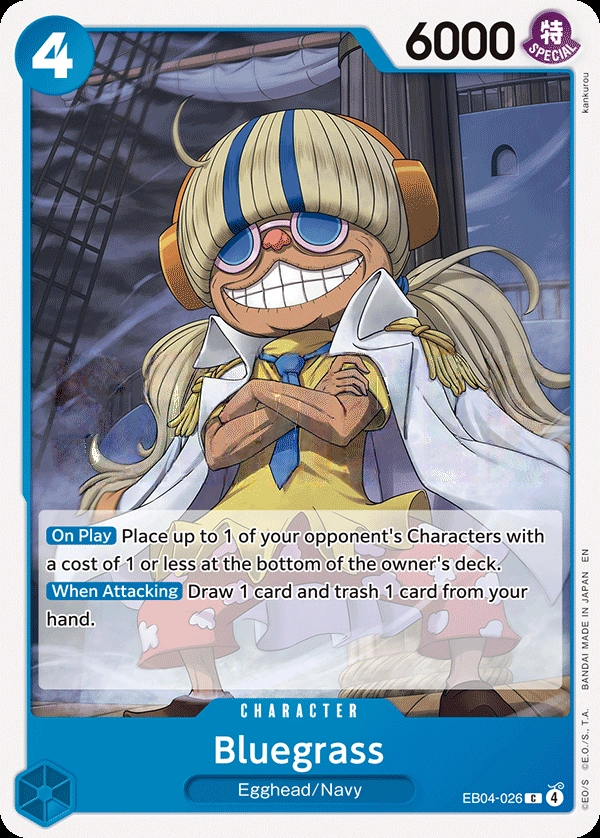 4
6000
特
SPECIAL
kankurou
On Play Place up to 1 of your opponent's Characters with
a cost of 1 or less at the bottom of the owner's deck.
When Attacking Draw 1 card and trash 1 card from your
hand.
CHARACTER
Bluegrass
Egghead/Navy
EB04-026 C 4
©EO/S ©E.O./S., T.A. BANDAI MADE IN JAPAN EN